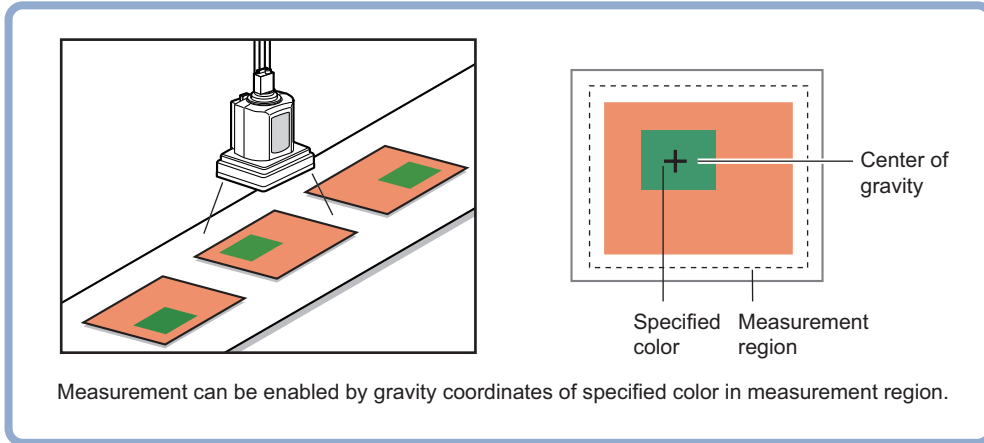 Center of
gravity
Specified
color
Measurement
region
Measurement can be enabled by gravity coordinates of specified color in measurement region.